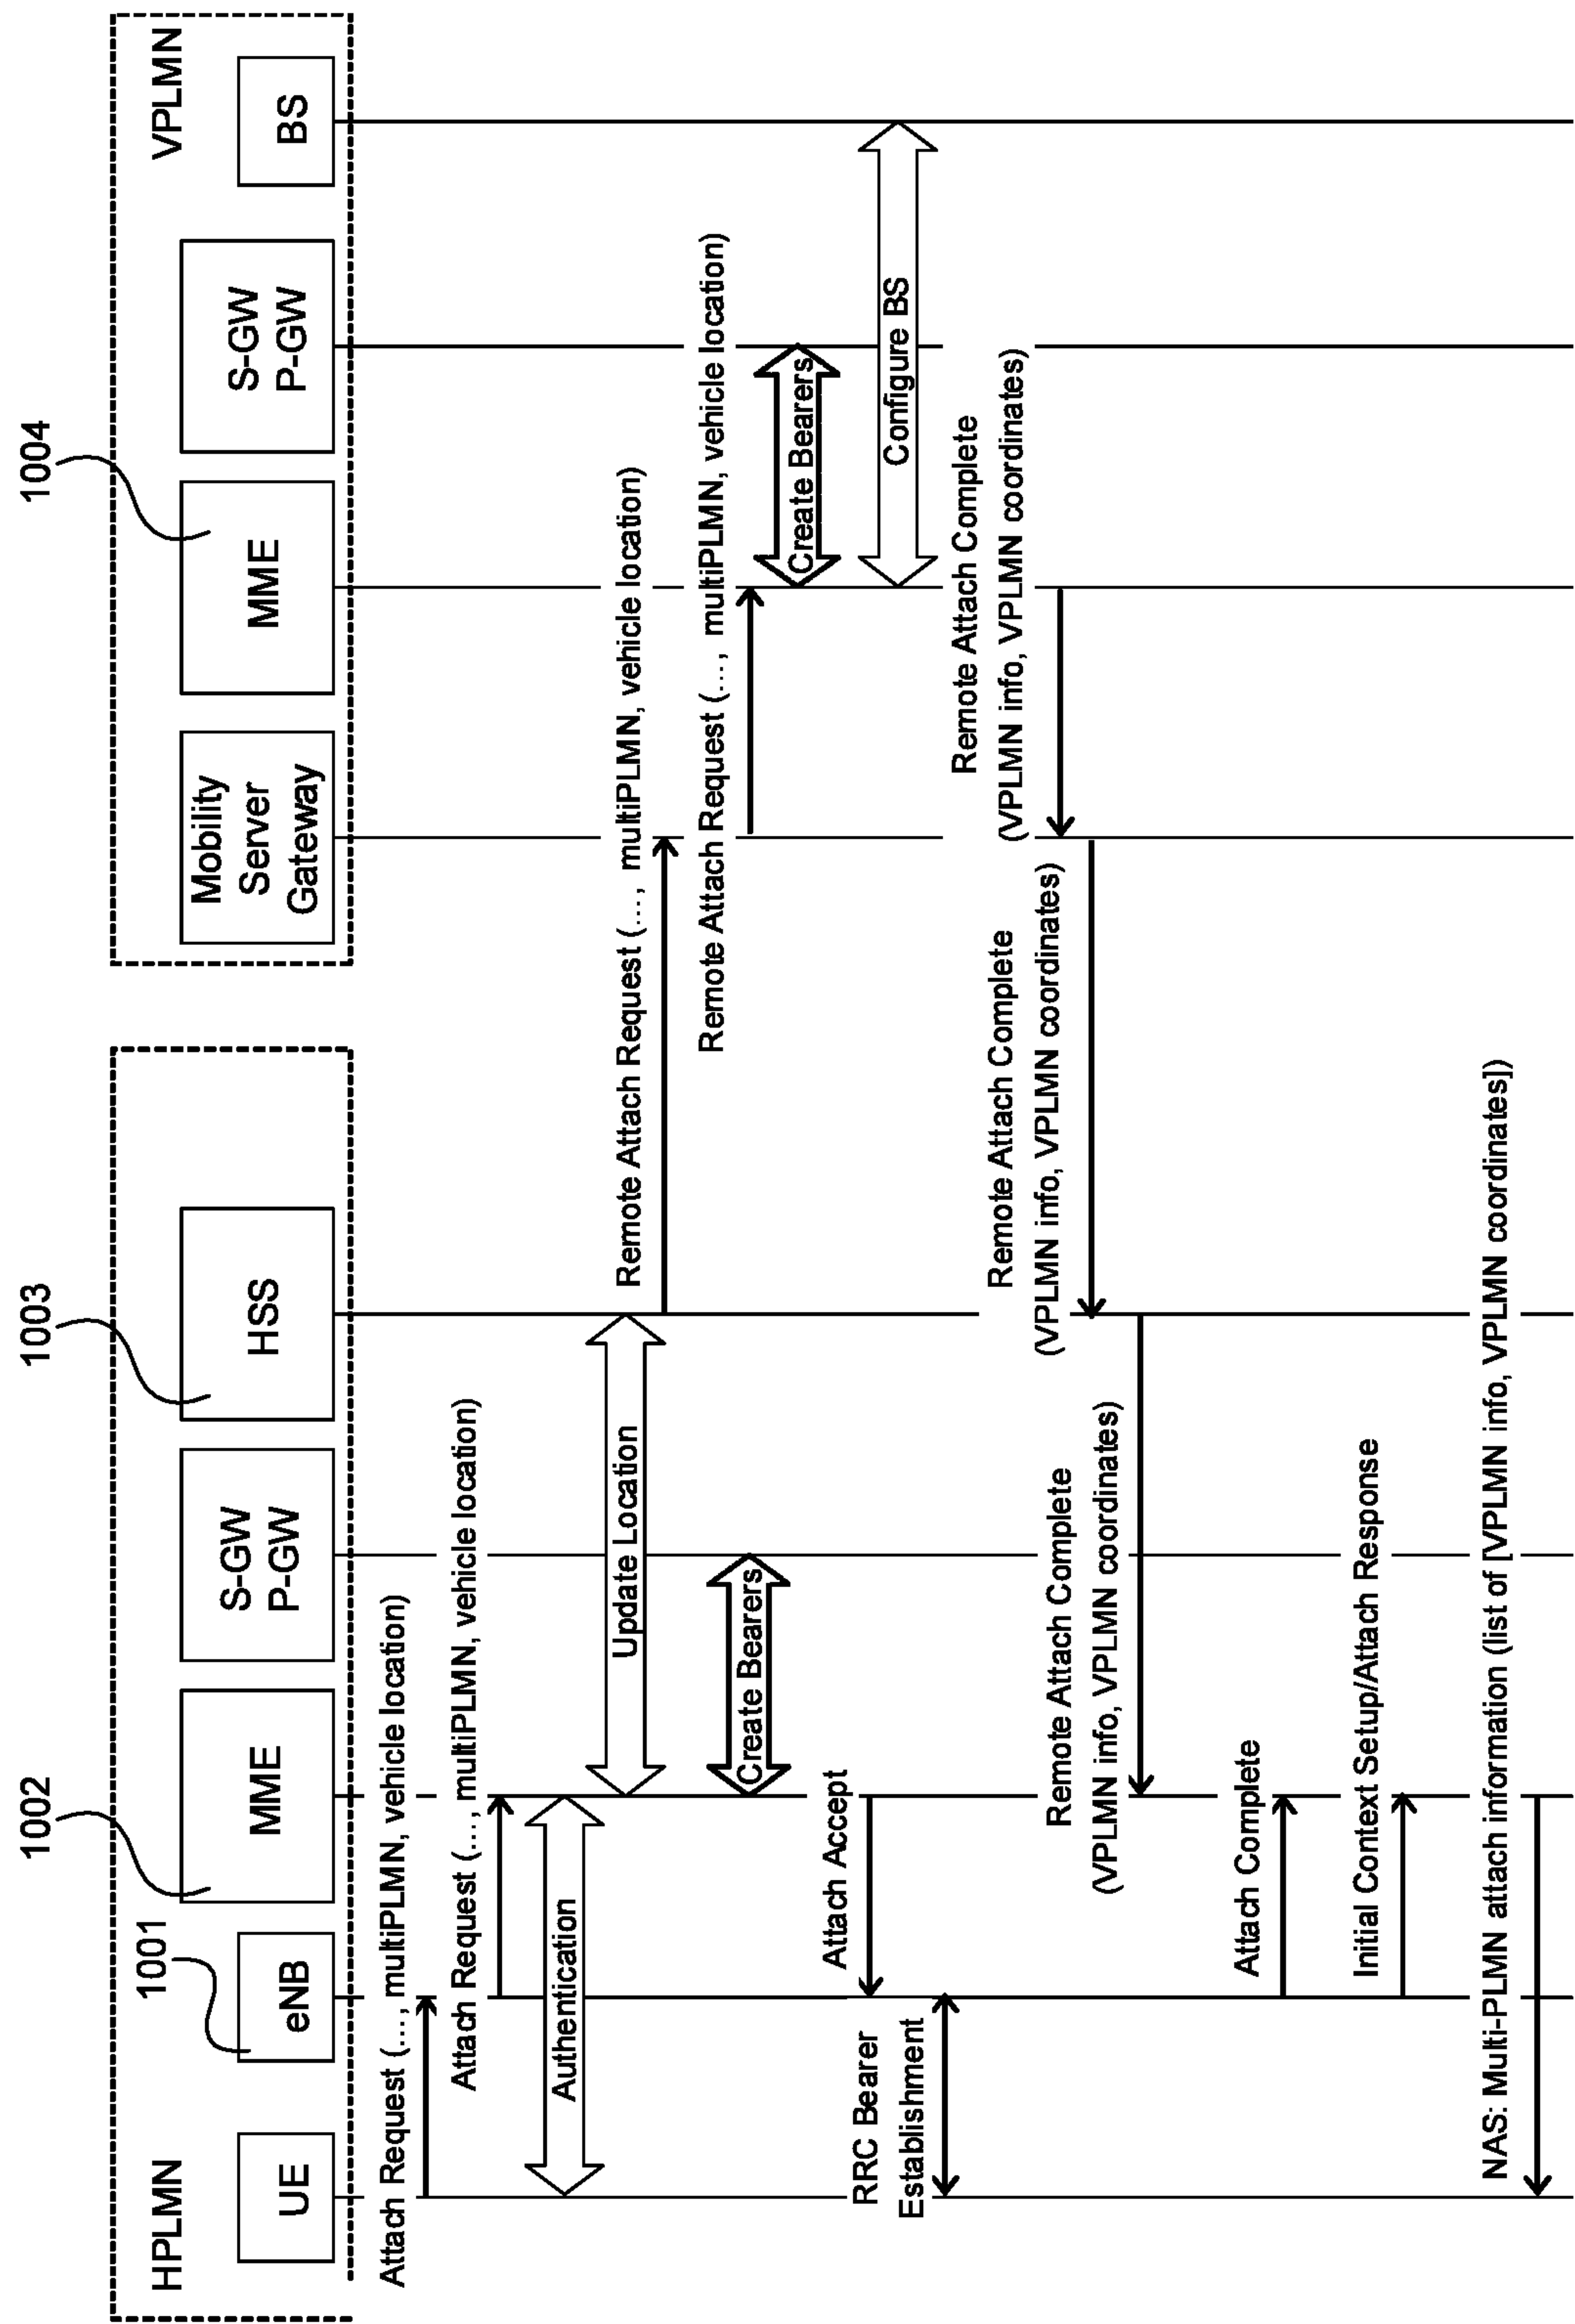 1001
1002
1003
1004
HPLMN
VPLMN
UE
eNB
MME
S-GW
P-GW
HSS
Mobility
Server
Gateway
MME
S-GW
P-GW
BS
Attach Request (..., multiPLMN, vehicle location)
Attach Request (..., multiPLMN, vehicle location)
Authentication
Update Location
Remote Attach Request (..., multiPLMN, vehicle location)
Remote Attach Request (..., multiPLMN, vehicle location)
Create Bearers
Create Bearers
Attach Accept
Configure BS
RRC Bearer
Establishment
Remote Attach Complete
(VPLMN info, VPLMN coordinates)
Remote Attach Complete
(VPLMN info, VPLMN coordinates)
Remote Attach Complete
(VPLMN info, VPLMN coordinates)
Attach Complete
Initial Context Setup/Attach Response
NAS: Multi-PLMN attach information (list of [VPLMN info, VPLMN coordinates])